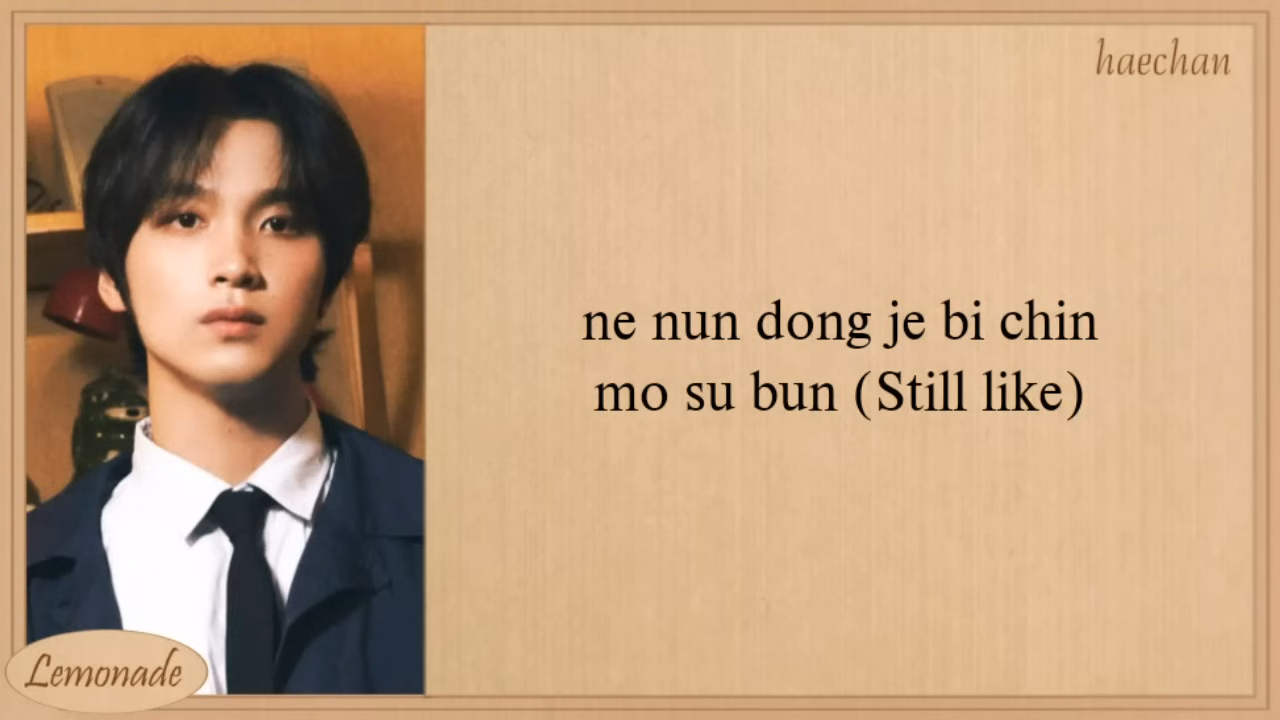 haechan
ne nun dong je bi chin
mo su bun (Still like)
Lemonade